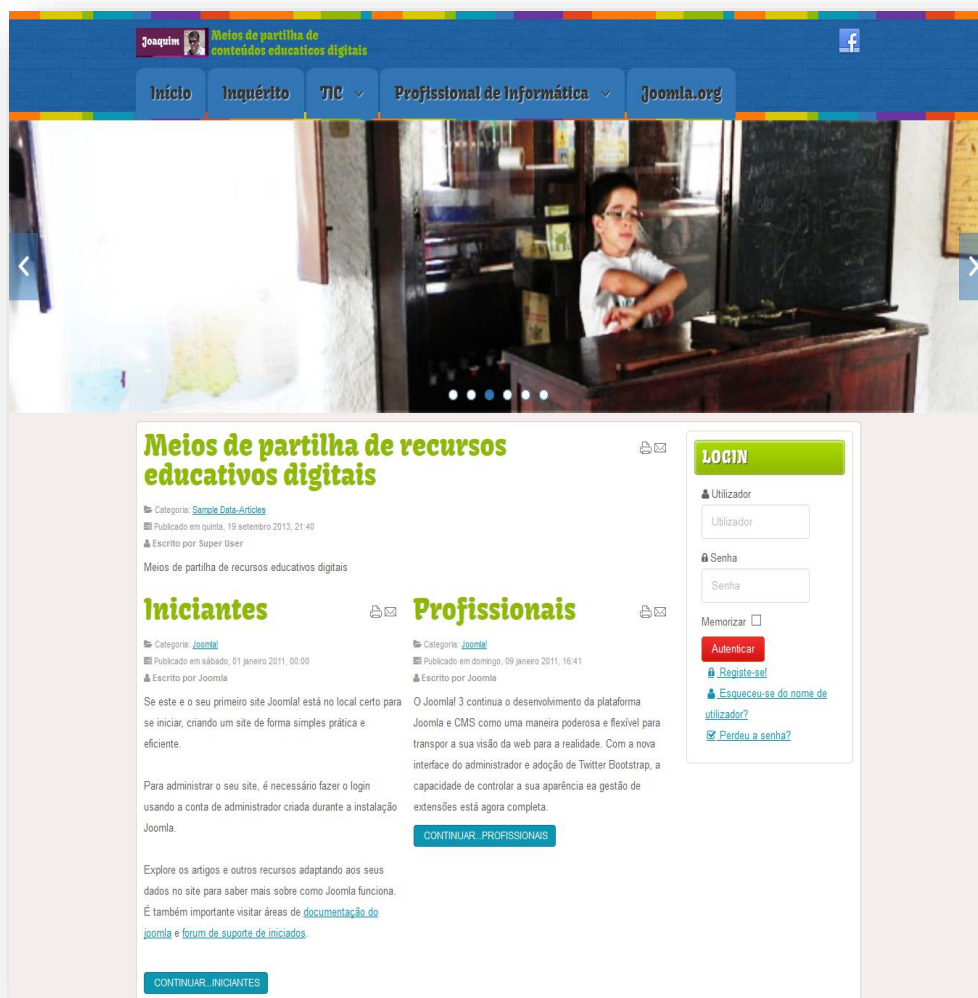 Joaquim
Meios de partilha de
conteúdos educaticos digitais
f
Início
Inquérito
TIC
Profissional de Informática
Joomla.org
Meios de partilha de recursos
educativos digitais
Categoria: Sample Data-Articles
Publicado em quinta, 19 setembro 2013, 21:40
Escrito por Super User
Meios de partilha de recursos educativos digitais
Iniciantes
Categoria: Joomla!
Publicado em sábado, 01 janeiro 2011, 00:00
Escrito por Joomla
Se este e o seu primeiro site Joomla! está no local certo para
se iniciar, criando um site de forma simples prática e
eficiente.
Para administrar o seu site, é necessário fazer o login
usando a conta de administrador criada durante a instalação
Joomla.
Explore os artigos e outros recursos adaptando aos seus
dados no site para saber mais sobre como Joomla funciona.
É também importante visitar áreas de documentação do
joomla e forum de suporte de iniciados.
CONTINUAR...INICIANTES
Profissionais
Categoria: Joomla!
Publicado em domingo, 09 janeiro 2011, 16:41
Escrito por Joomla
O Joomla! 3 continua o desenvolvimento da plataforma
Joomla e CMS como uma maneira poderosa e flexível para
transpor a sua visão da web para a realidade. Com a nova
interface do administrador e adoção de Twitter Bootstrap, a
capacidade de controlar a sua aparência ea gestão de
extensões está agora completa.
CONTINUAR...PROFISSIONAIS
LOGIN
Utilizador
Utilizador
Senha
Senha
Memorizar
Autenticar
Registe-se!
Esqueceu-se do nome de
utilizador?
Perdeu a senha?